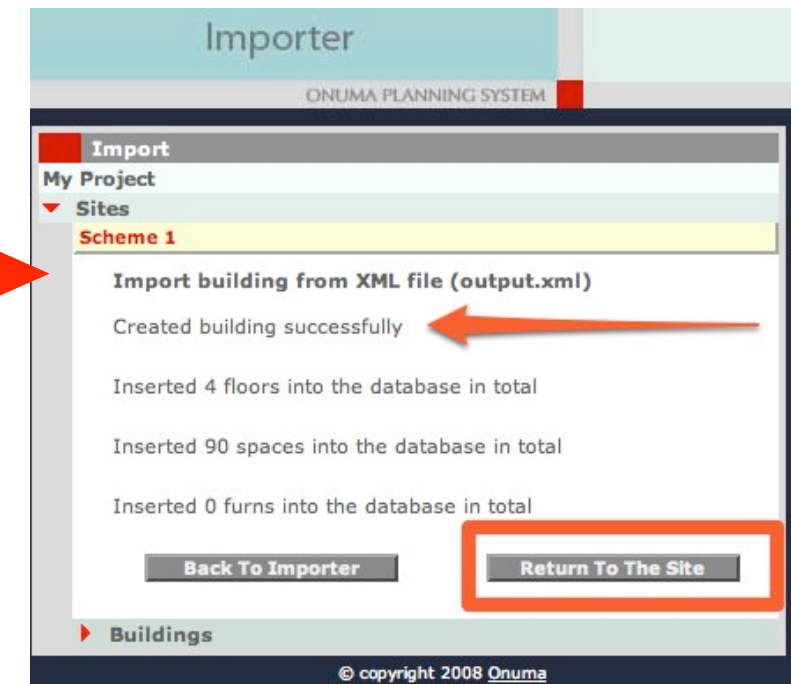 Importer
ONUMA PLANNING SYSTEM
Import
My Project
Sites
Scheme 1
Import building from XML file (output.xml)
Created building successfully
Inserted 4 floors into the database in total
Inserted 90 spaces into the database in total
Inserted 0 furns into the database in total
Back To Importer Return To The Site
Buildings
© copyright 2008 Onuma